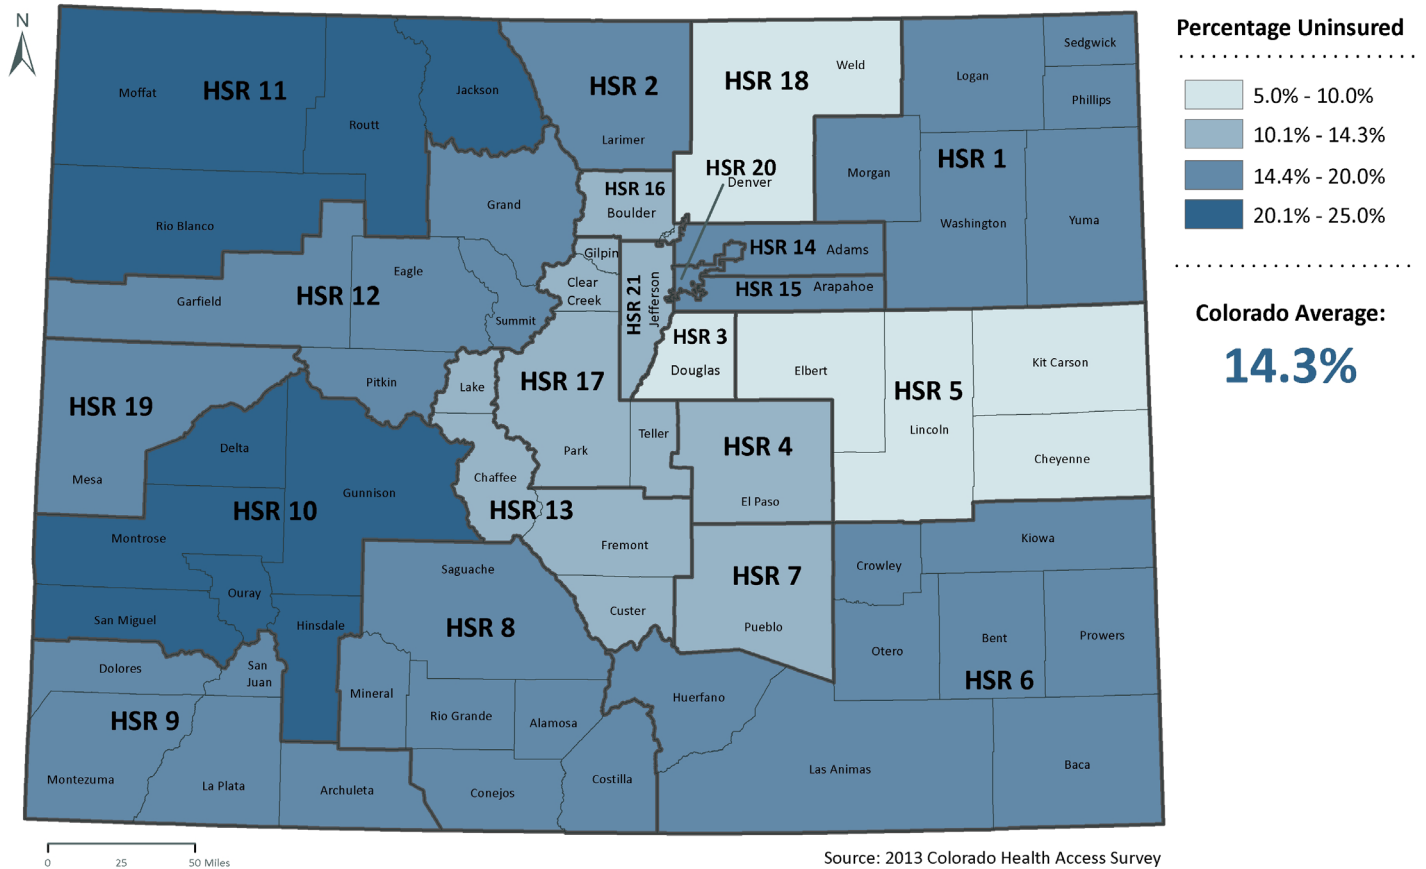 N
Percentage Uninsured
5.0% - 10.0%
10.1% - 14.3%
14.4% - 20.0%
20.1% - 25.0%
Colorado Average:
14.3%
HSR 11
Moffat
Routt
Jackson
Rio Blanco
HSR 2
Larimer
HSR 18
Weld
HSR 20
Denver
Logan
Sedgwick
Phillips
HSR 1
Morgan
Washington
Yuma
Grand
HSR 16
Boulder
Gilpin
Clear
Creek
HSR 21
Jefferson
HSR 14
Adams
HSR 15
Arapahoe
HSR 12
Garfield
Eagle
Summit
Pitkin
Lake
HSR 17
Park
Teller
HSR 3
Douglas
Elbert
HSR 5
Lincoln
Kit Carson
Cheyenne
HSR 19
Mesa
Delta
Gunnison
HSR 10
Montrose
Ouray
San Miguel
Hinsdale
Chaffee
HSR 13
Fremont
Custer
HSR 4
El Paso
HSR 7
Pueblo
Crowley
Kiowa
Otero
Bent
Prowers
HSR 6
Las Animas
Baca
Huerfano
Saguache
HSR 8
Mineral
Rio Grande
Alamosa
Conejos
Costilla
Dolores
San
Juan
HSR 9
Montezuma
La Plata
Archuleta
0 25 50 Miles
Source: 2013 Colorado Health Access Survey